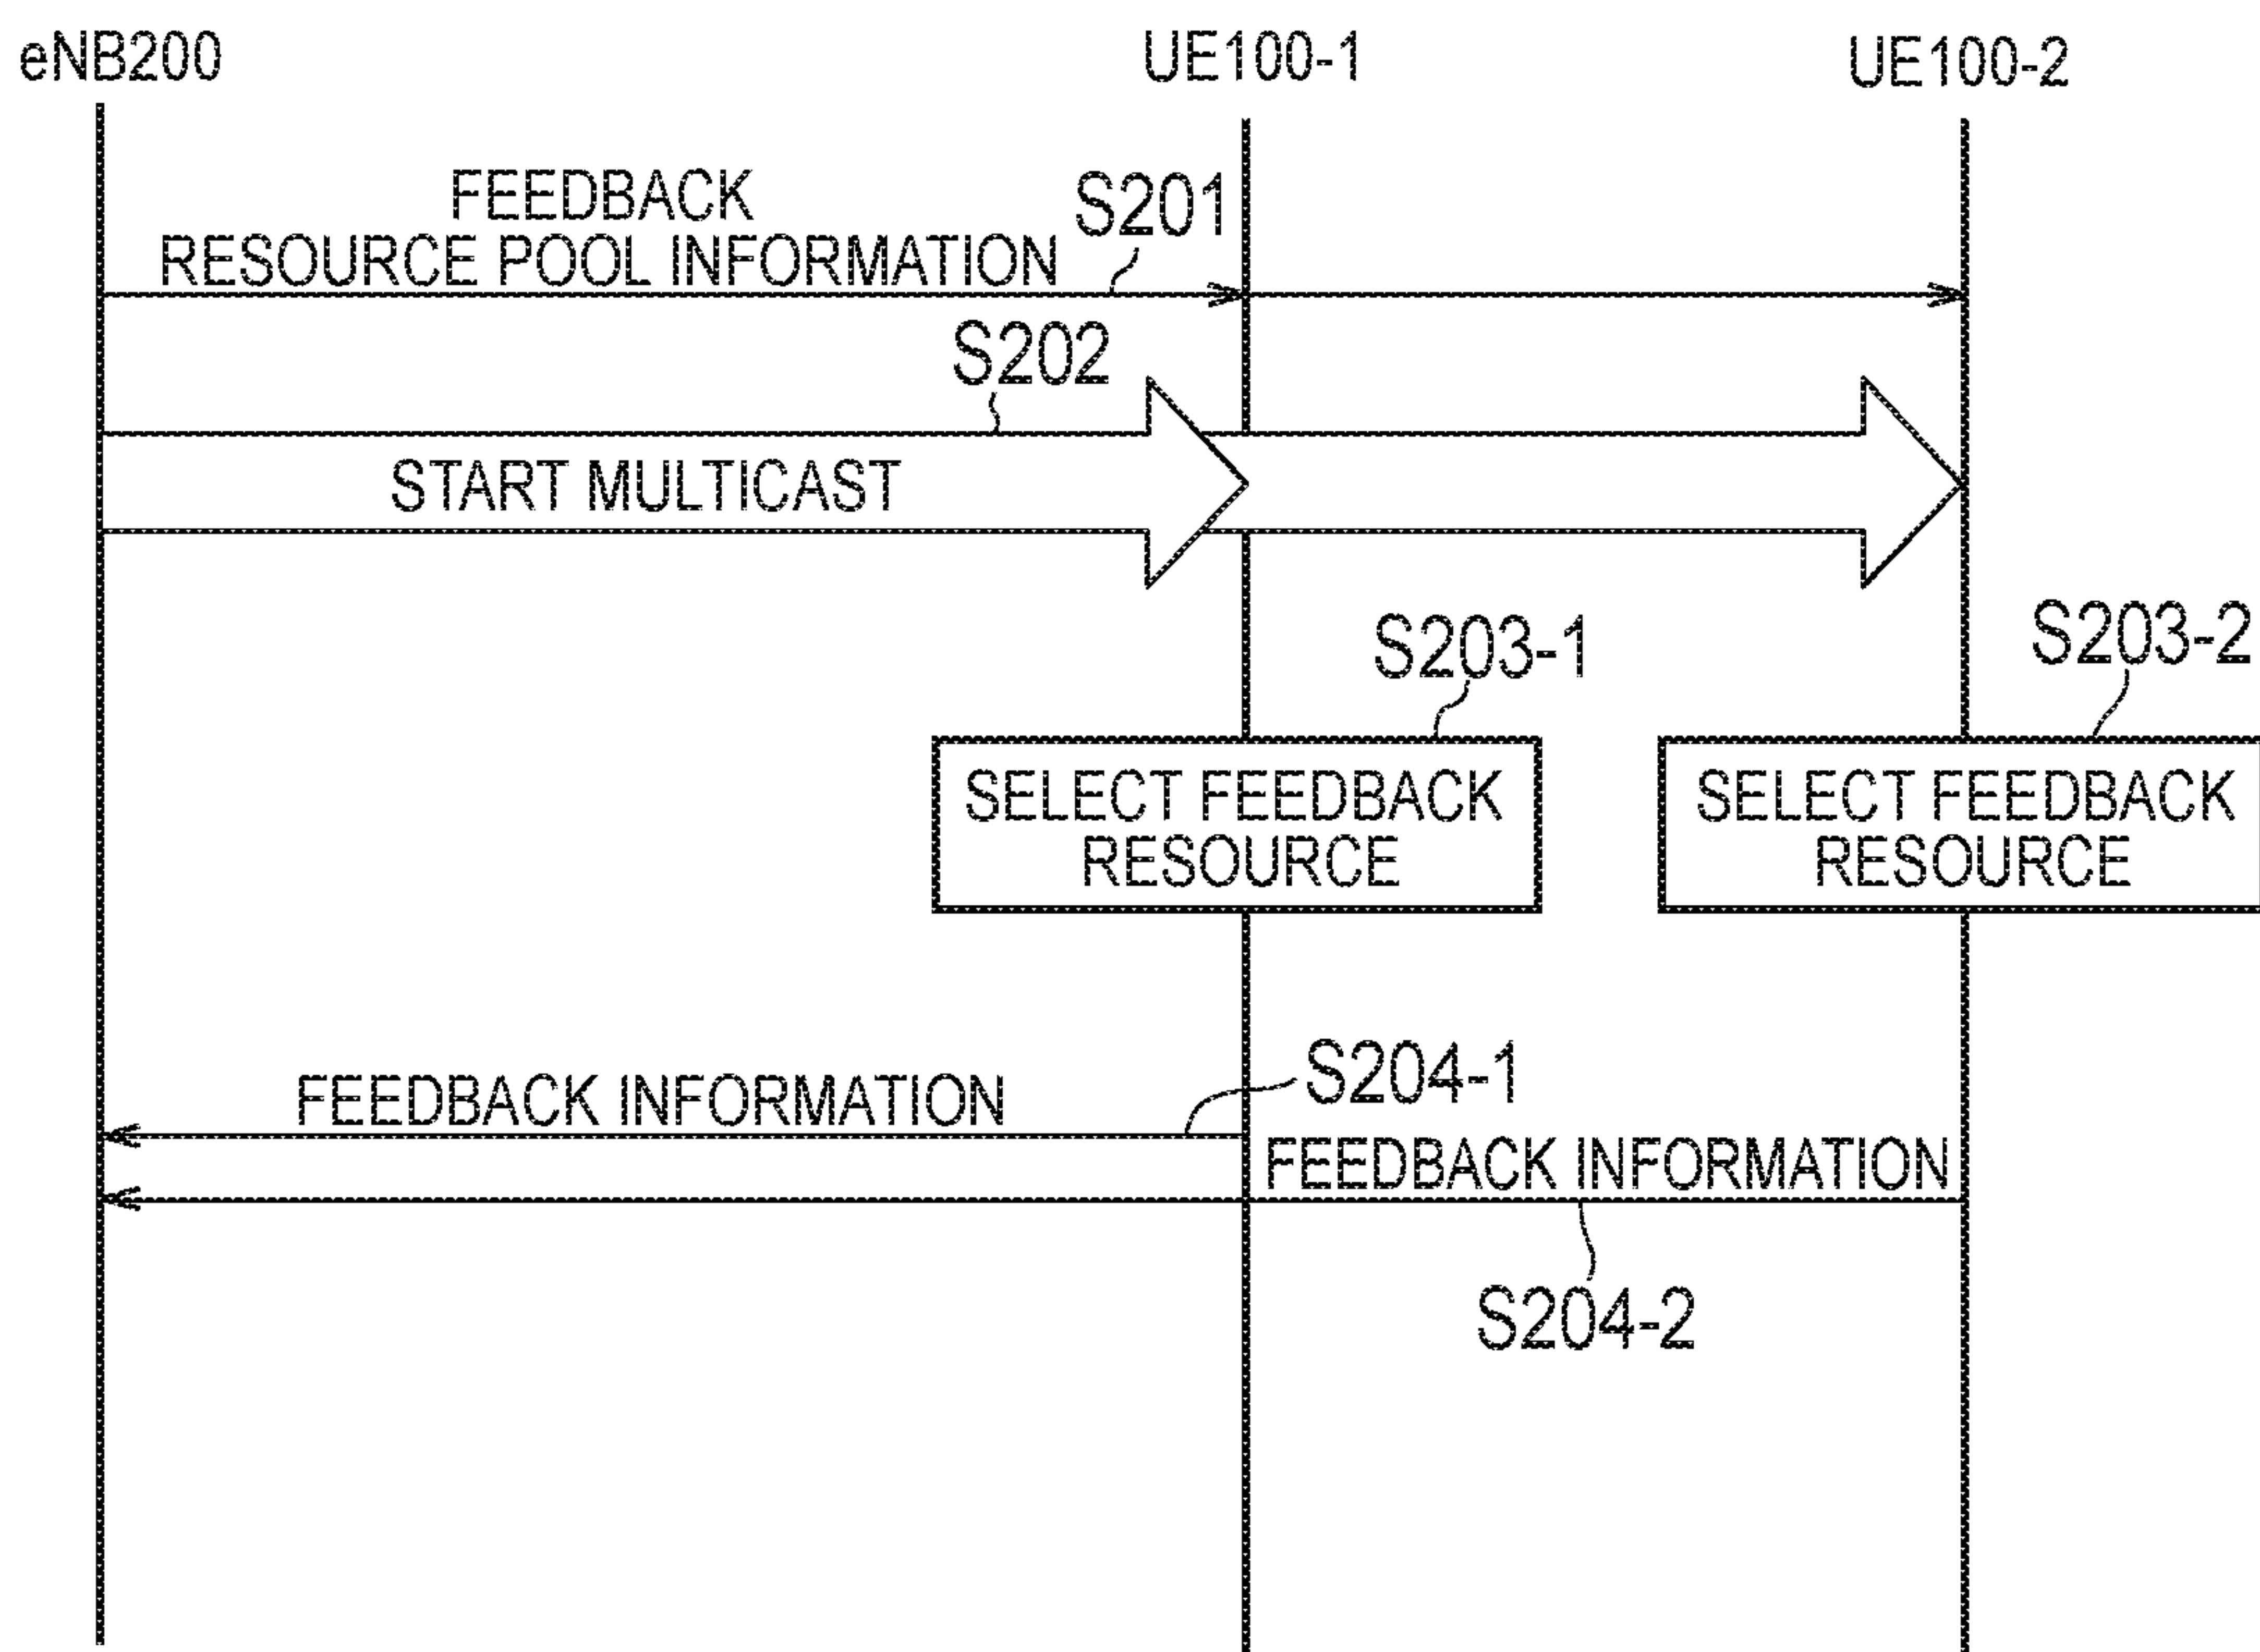 eNB200
UE100-1
UE100-2
FEEDBACK
RESOURCE POOL INFORMATION
S201
S202
START MULTICAST
S203-1
S203-2
SELECT FEEDBACK
RESOURCE
SELECT FEEDBACK
RESOURCE
S204-1
FEEDBACK INFORMATION
FEEDBACK INFORMATION
S204-2